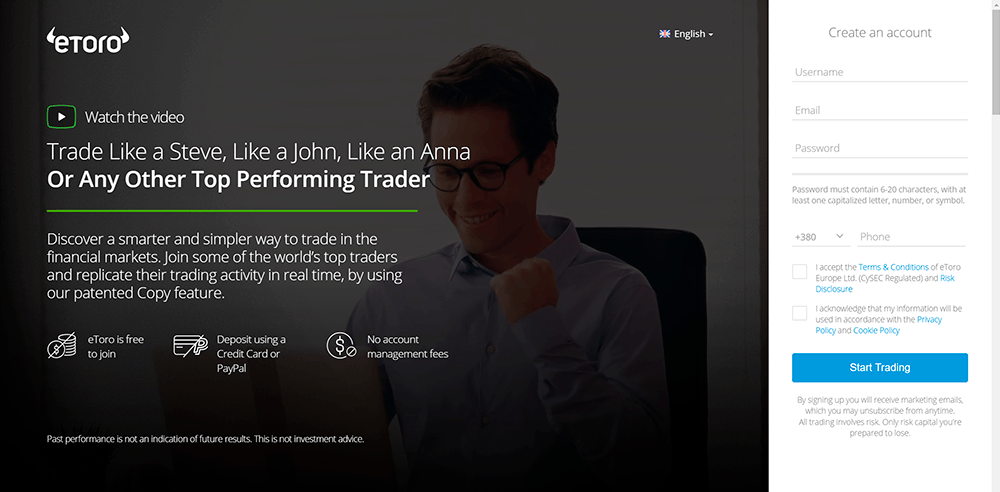 eToro
English
Watch the video
Trade Like a Steve, Like a John, Like an Anna
Or Any Other Top Performing Trader
Discover a smarter and simpler way to trade in the
financial markets. Join some of the world's top traders
and replicate their trading activity in real time, by using
our patented Copy feature.
eToro is free
to join
Deposit using a
Credit Card or
PayPal
No account
management fees
Past performance is not an indication of future results. This is not investment advice.
Create an account
Username
Email
Password
Password must contain 6-20 characters, with at
least one capitalized letter, number, or symbol.
+380
Phone
I accept the Terms & Conditions of eToro
Europe Ltd. (CySEC Regulated) and Risk
Disclosure
I acknowledge that my information will be
used in accordance with the Privacy
Policy and Cookie Policy
Start Trading
By signing up you will receive marketing emails,
which you may unsubscribe from anytime.
All trading involves risk. Only risk capital you're
prepared to lose.